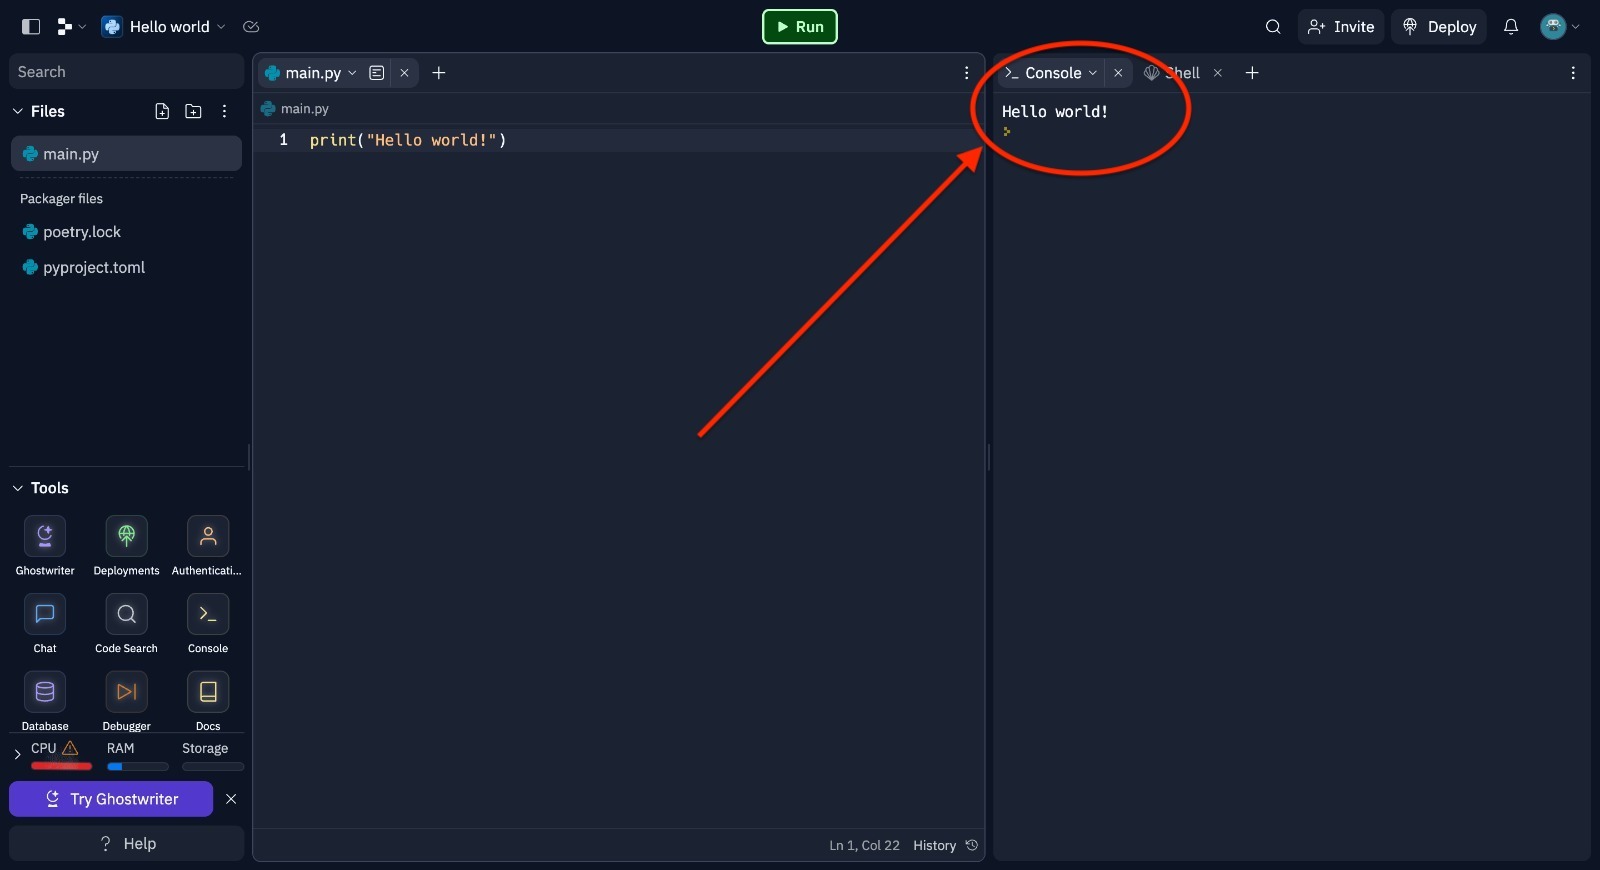 Hello world
Run
Invite
Deploy
Search
Files
main.py
Packager files
poetry.lock
pyproject.toml
Tools
Ghostwriter
Deployments
Authenticati...
Chat
Code Search
Console
Database
Debugger
Docs
CPU
RAM
Storage
Try Ghostwriter
? Help
main.py
main.py
1 print("Hello world!")
Ln 1, Col 22 History
>_ Console
Shell
Hello world!